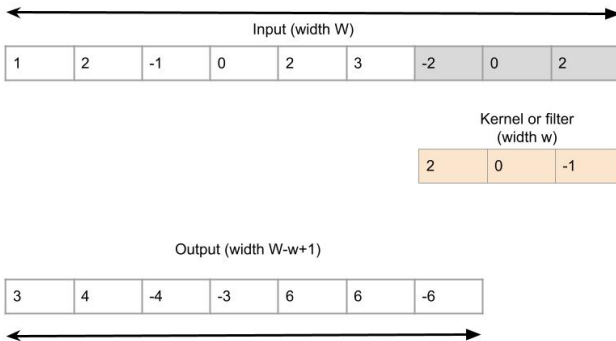 Input (width W)
1 2 -1 0 2 3 -2 0 2
Kernel or filter
(width w)
2 0 -1
Output (width W-w+1)
3 4 -4 -3 6 6 -6